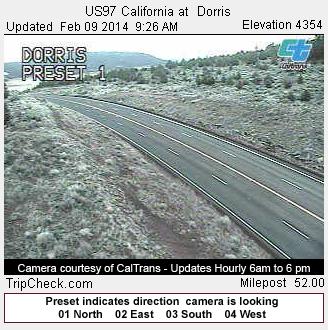 US97 California at Dorris
Updated Feb 09 2014 9:26 AM Elevation 4354
DORRIS
PRESET 1
Caltrans
Camera courtesy of CalTrans - Updates Hourly 6am to 6 pm
TripCheck.com Milepost 52.00
Preset indicates direction camera is looking
01 North 02 East 03 South 04 West